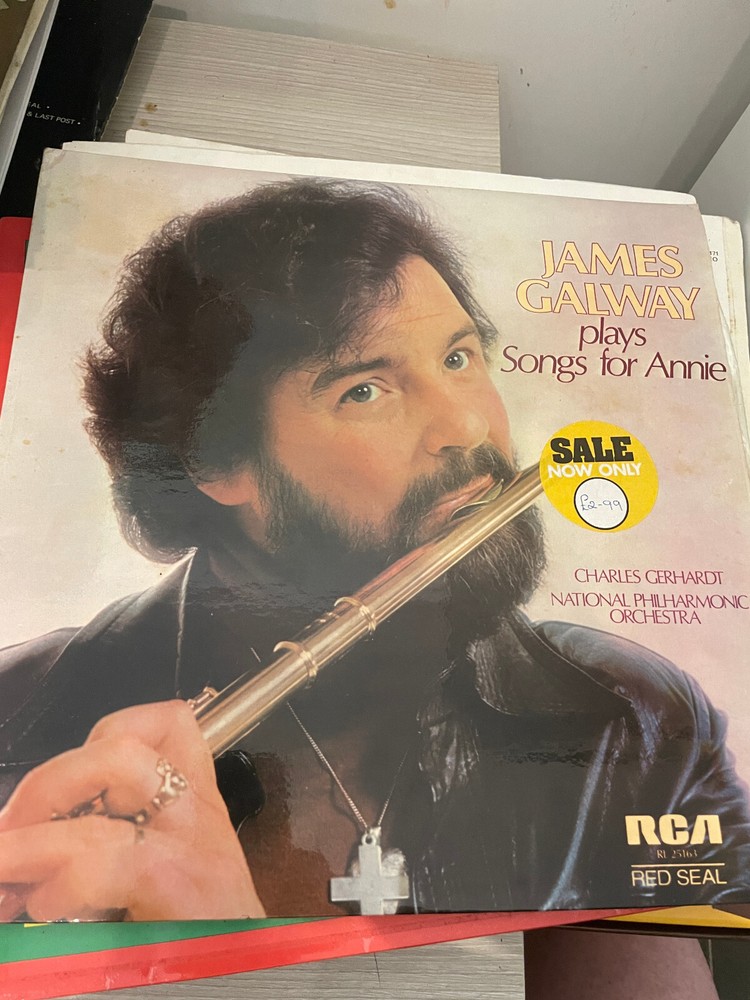 AL •
& LAST POST •
JAMES
GALWAY
plays
Songs for Annie
SALE
NOW ONLY
£2-99
CHARLES GERHARDT
NATIONAL PHILHARMONIC
ORCHESTRA
RCA
RL 25163
RED SEAL